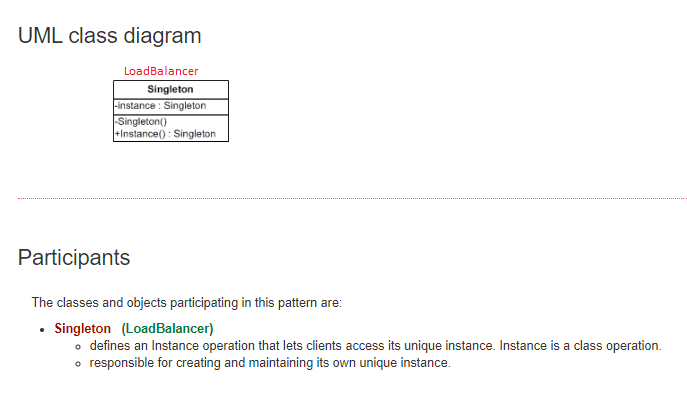 UML class diagram
LoadBalancer
Singleton
-instance : Singleton
-Singleton()
+Instance() : Singleton
Participants
The classes and objects participating in this pattern are:
• Singleton (LoadBalancer)
o defines an Instance operation that lets clients access its unique instance. Instance is a class operation.
o responsible for creating and maintaining its own unique instance.